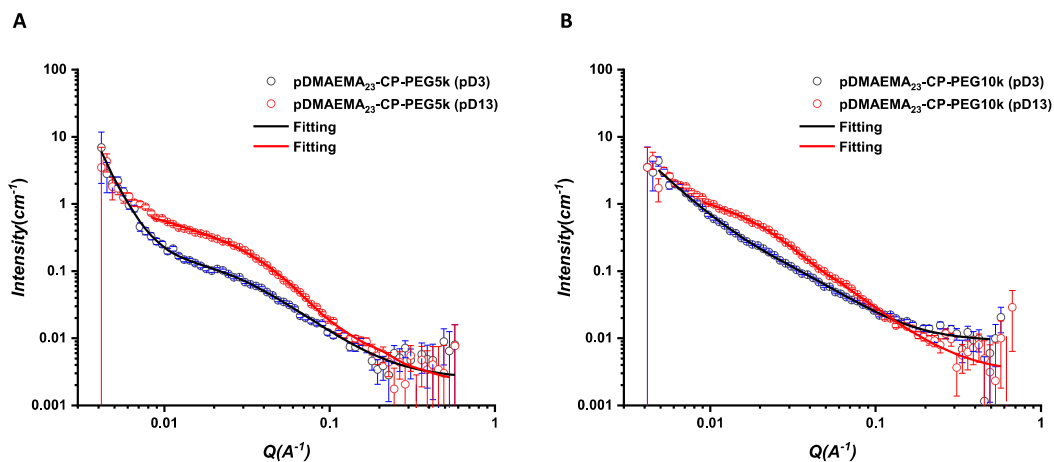 A
pDMAEMA₂₃-CP-PEG5k (pD3)
pDMAEMA₂₃-CP-PEG5k (pD13)
Fitting
Fitting
100
10
1
0.1
0.01
0.001
Intensity(cm⁻¹)
0.01
0.1
1
Q(A⁻¹)
B
pDMAEMA₂₃-CP-PEG10k (pD3)
pDMAEMA₂₃-CP-PEG10k (pD13)
Fitting
Fitting
100
10
1
0.1
0.01
0.001
Intensity(cm⁻¹)
0.01
0.1
1
Q(A⁻¹)